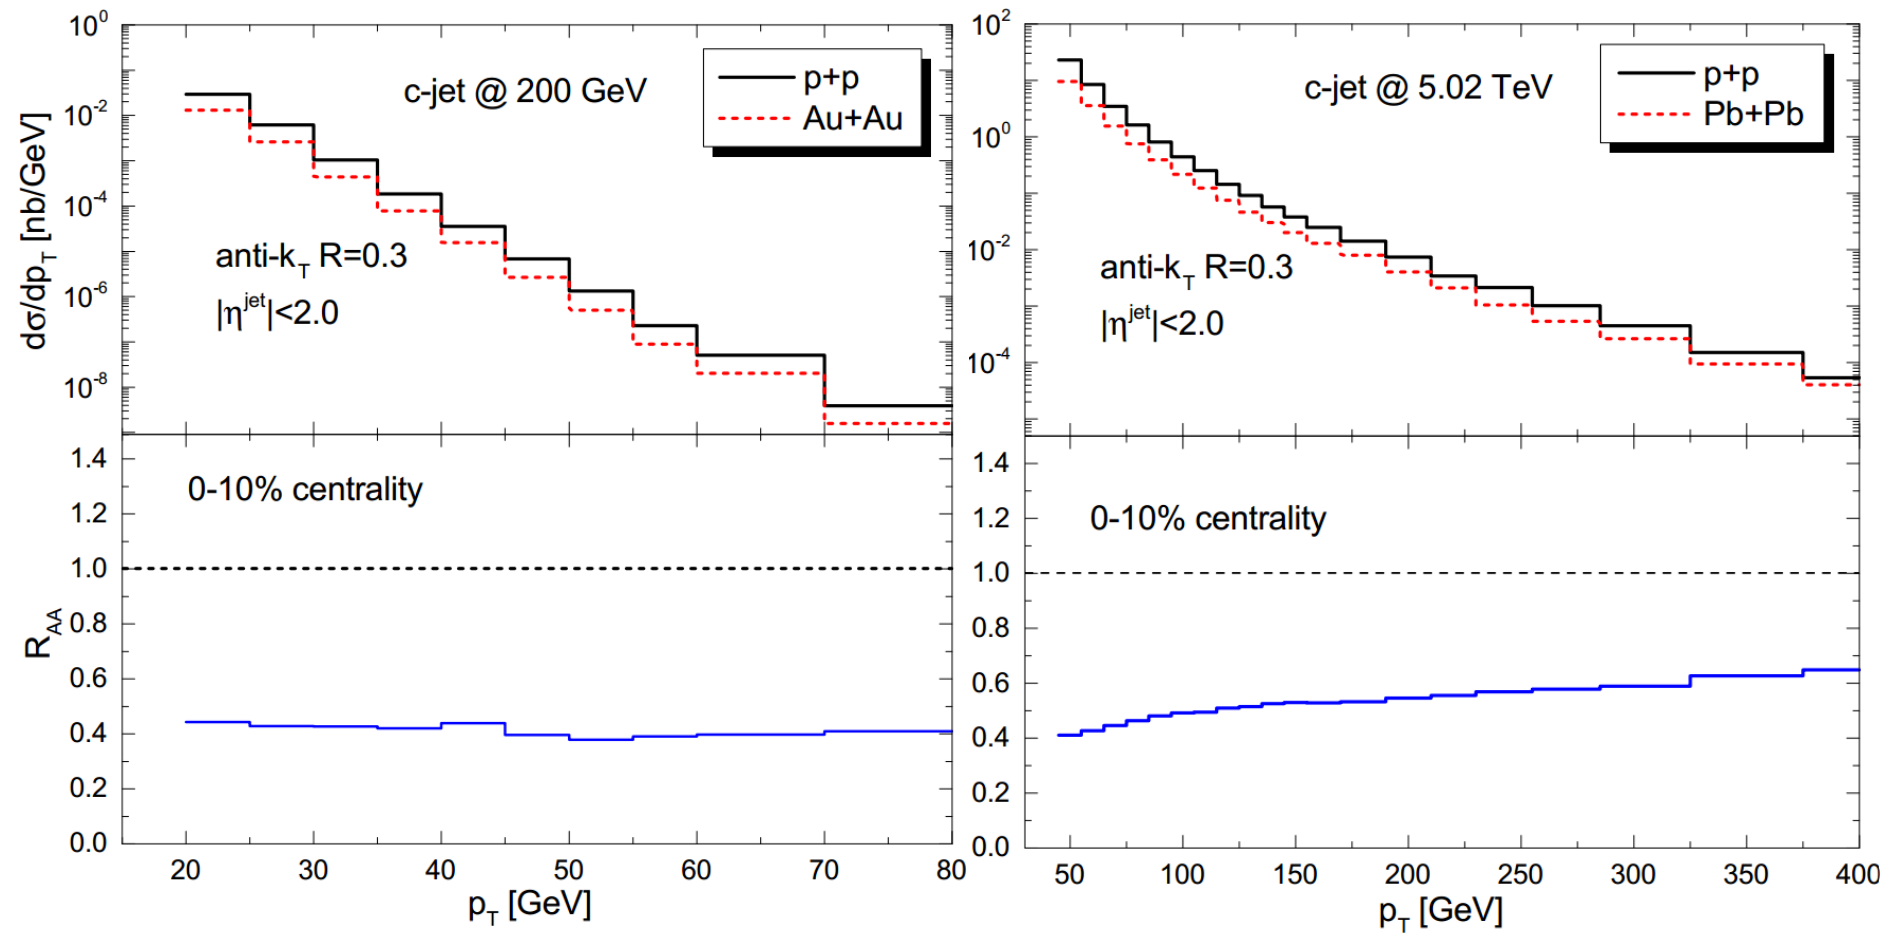 10^0
10^-2
10^-4
10^-6
10^-8
dσ/dp_T [nb/GeV]
c-jet @ 200 GeV
p+p
Au+Au
anti-k_T R=0.3
|η^jet|<2.0
1.4
1.2
1.0
0.8
0.6
0.4
0.2
0.0
R_AA
0-10% centrality
20 30 40 50 60 70 80
p_T [GeV]
10^2
10^0
10^-2
10^-4
c-jet @ 5.02 TeV
p+p
Pb+Pb
anti-k_T R=0.3
|η^jet|<2.0
1.4
1.2
1.0
0.8
0.6
0.4
0.2
0.0
0-10% centrality
50 100 150 200 250 300 350 400
p_T [GeV]